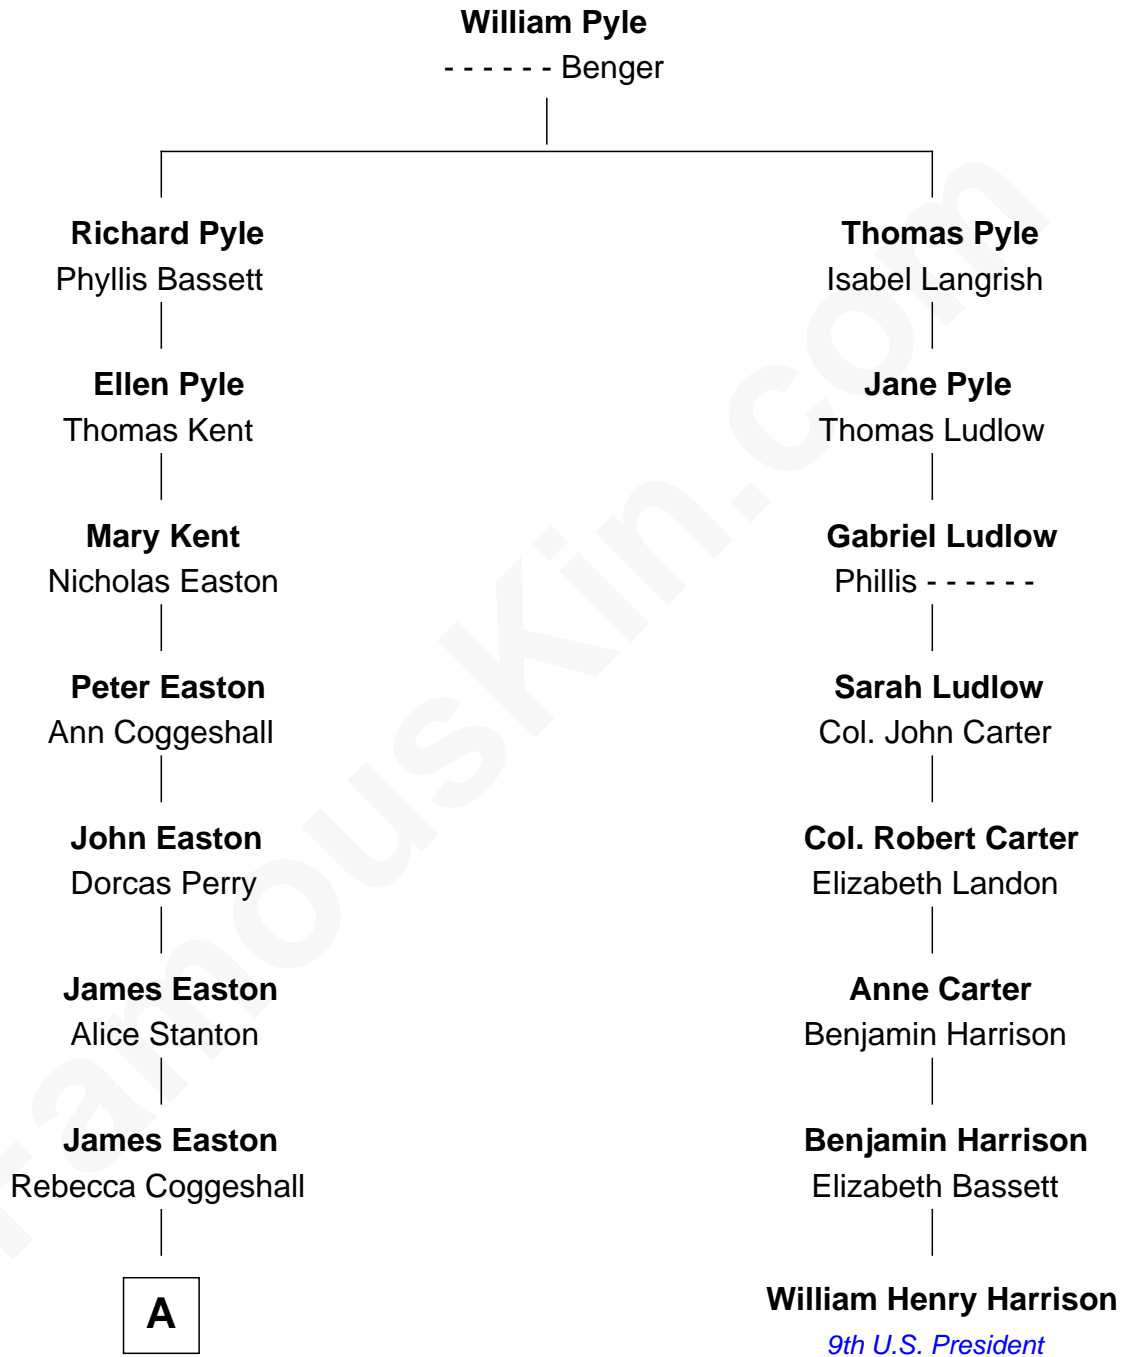 William Pyle
- - - - - - Benger
Richard Pyle
Phyllis Bassett
Thomas Pyle
Isabel Langrish
Ellen Pyle
Thomas Kent
Jane Pyle
Thomas Ludlow
Mary Kent
Nicholas Easton
Gabriel Ludlow
Phillis - - - - - -
Peter Easton
Ann Coggeshall
Sarah Ludlow
Col. John Carter
John Easton
Dorcas Perry
Col. Robert Carter
Elizabeth Landon
James Easton
Alice Stanton
Anne Carter
Benjamin Harrison
James Easton
Rebecca Coggeshall
Benjamin Harrison
Elizabeth Bassett
A
William Henry Harrison
9th U.S. President
FamousKin.com